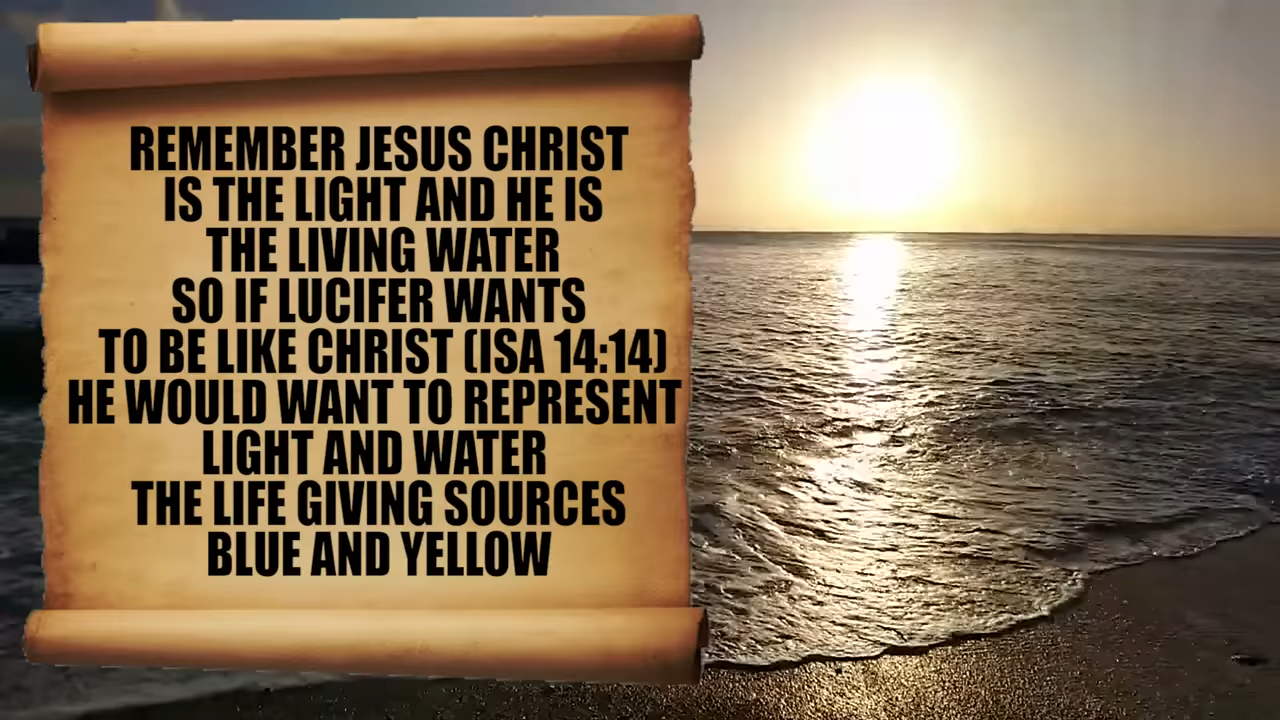 REMEMBER JESUS CHRIST
IS THE LIGHT AND HE IS
THE LIVING WATER
SO IF LUCIFER WANTS
TO BE LIKE CHRIST (ISA 14:14)
HE WOULD WANT TO REPRESENT
LIGHT AND WATER
THE LIFE GIVING SOURCES
BLUE AND YELLOW